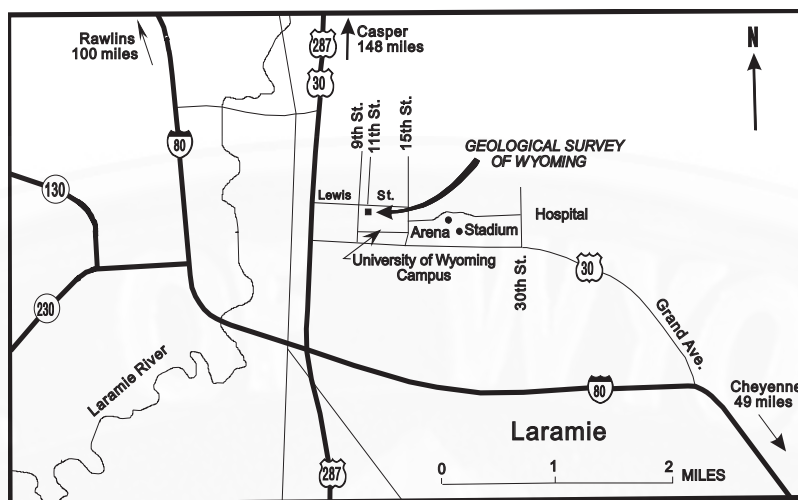 Rawlins
100 miles
287
Casper
148 miles
N
30
80
9th St.
11th St.
15th St.
GEOLOGICAL SURVEY
OF WYOMING
130
Lewis St.
Arena
Stadium
Hospital
University of Wyoming
Campus
30th St.
30
230
Grand Ave.
Laramie River
80
Cheyenne
49 miles
Laramie
287
0 1 2 MILES